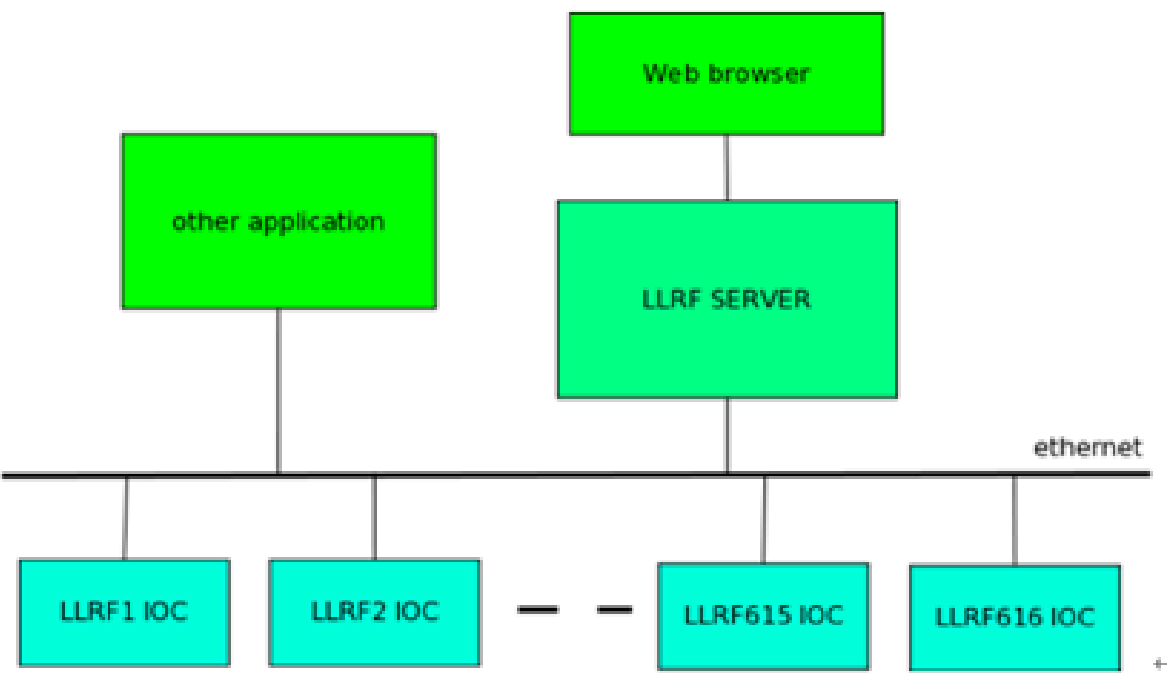 Web browser
other application
LLRF SERVER
ethernet
LLRF1 IOC
LLRF2 IOC
LLRF615 IOC
LLRF616 IOC